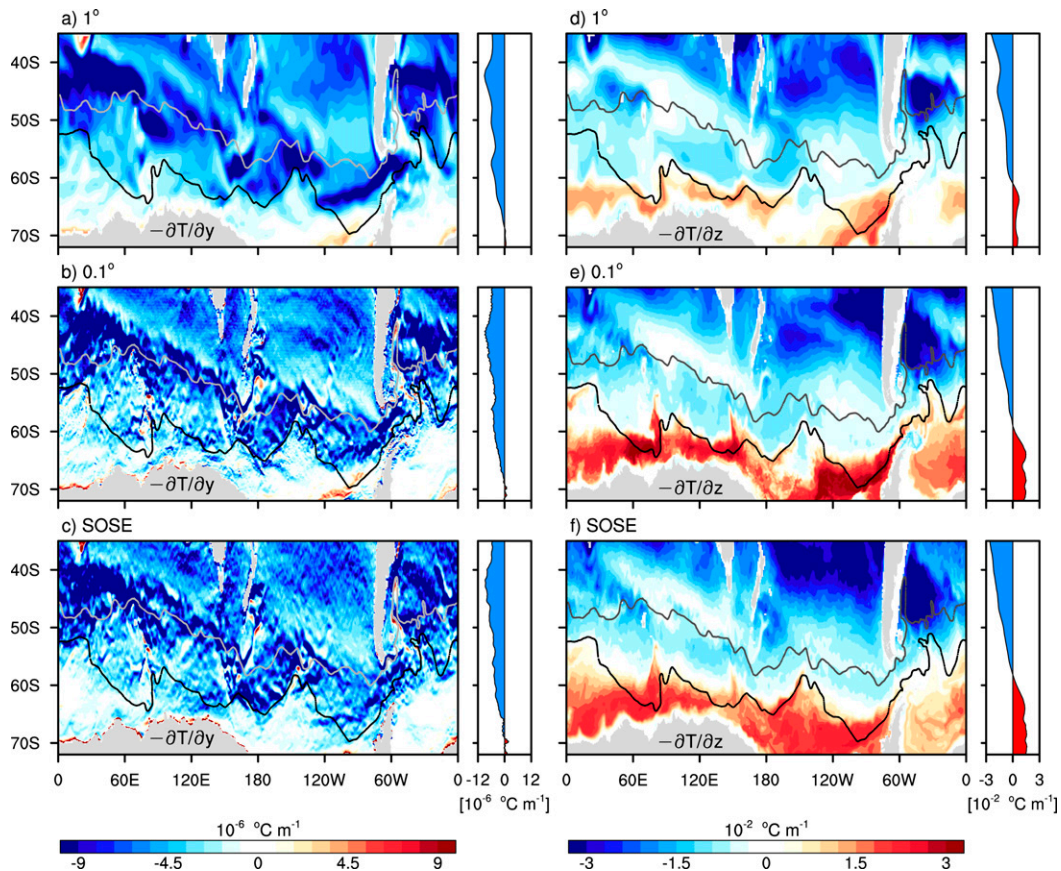 a) 1°
d) 1°
40S
50S
60S
70S
−∂T/∂y
−∂T/∂z
b) 0.1°
e) 0.1°
40S
50S
60S
70S
−∂T/∂y
−∂T/∂z
c) SOSE
f) SOSE
40S
50S
60S
70S
−∂T/∂y
−∂T/∂z
0 60E 120E 180 120W 60W 0 -12 0 12 0 60E 120E 180 120W 60W 0 -3 0 3
[10⁻⁶ °C m⁻¹] [10⁻² °C m⁻¹]
10⁻⁶ °C m⁻¹ 10⁻² °C m⁻¹
-9 -4.5 0 4.5 9 -3 -1.5 0 1.5 3